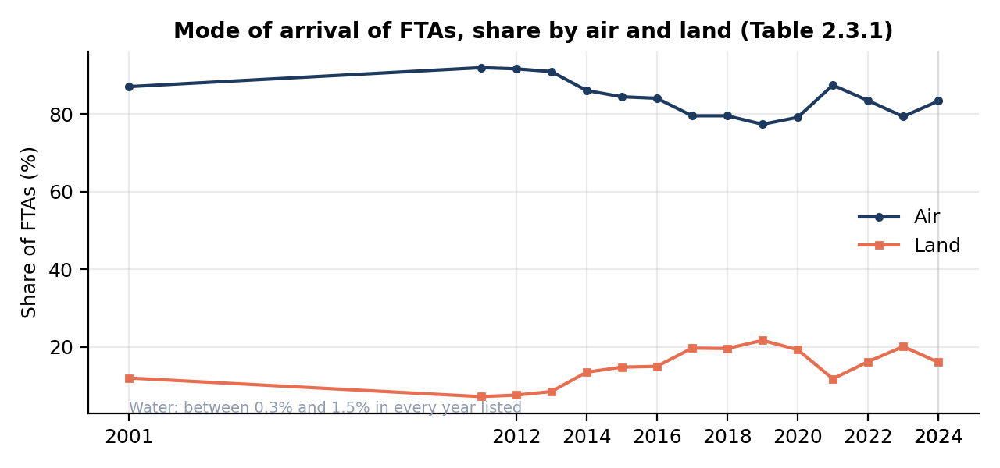 Mode of arrival of FTAs, share by air and land (Table 2.3.1)
Share of FTAs (%)
80
60
40
20
Air
Land
Water: between 0.3% and 1.5% in every year listed
2001 2012 2014 2016 2018 2020 2022 2024